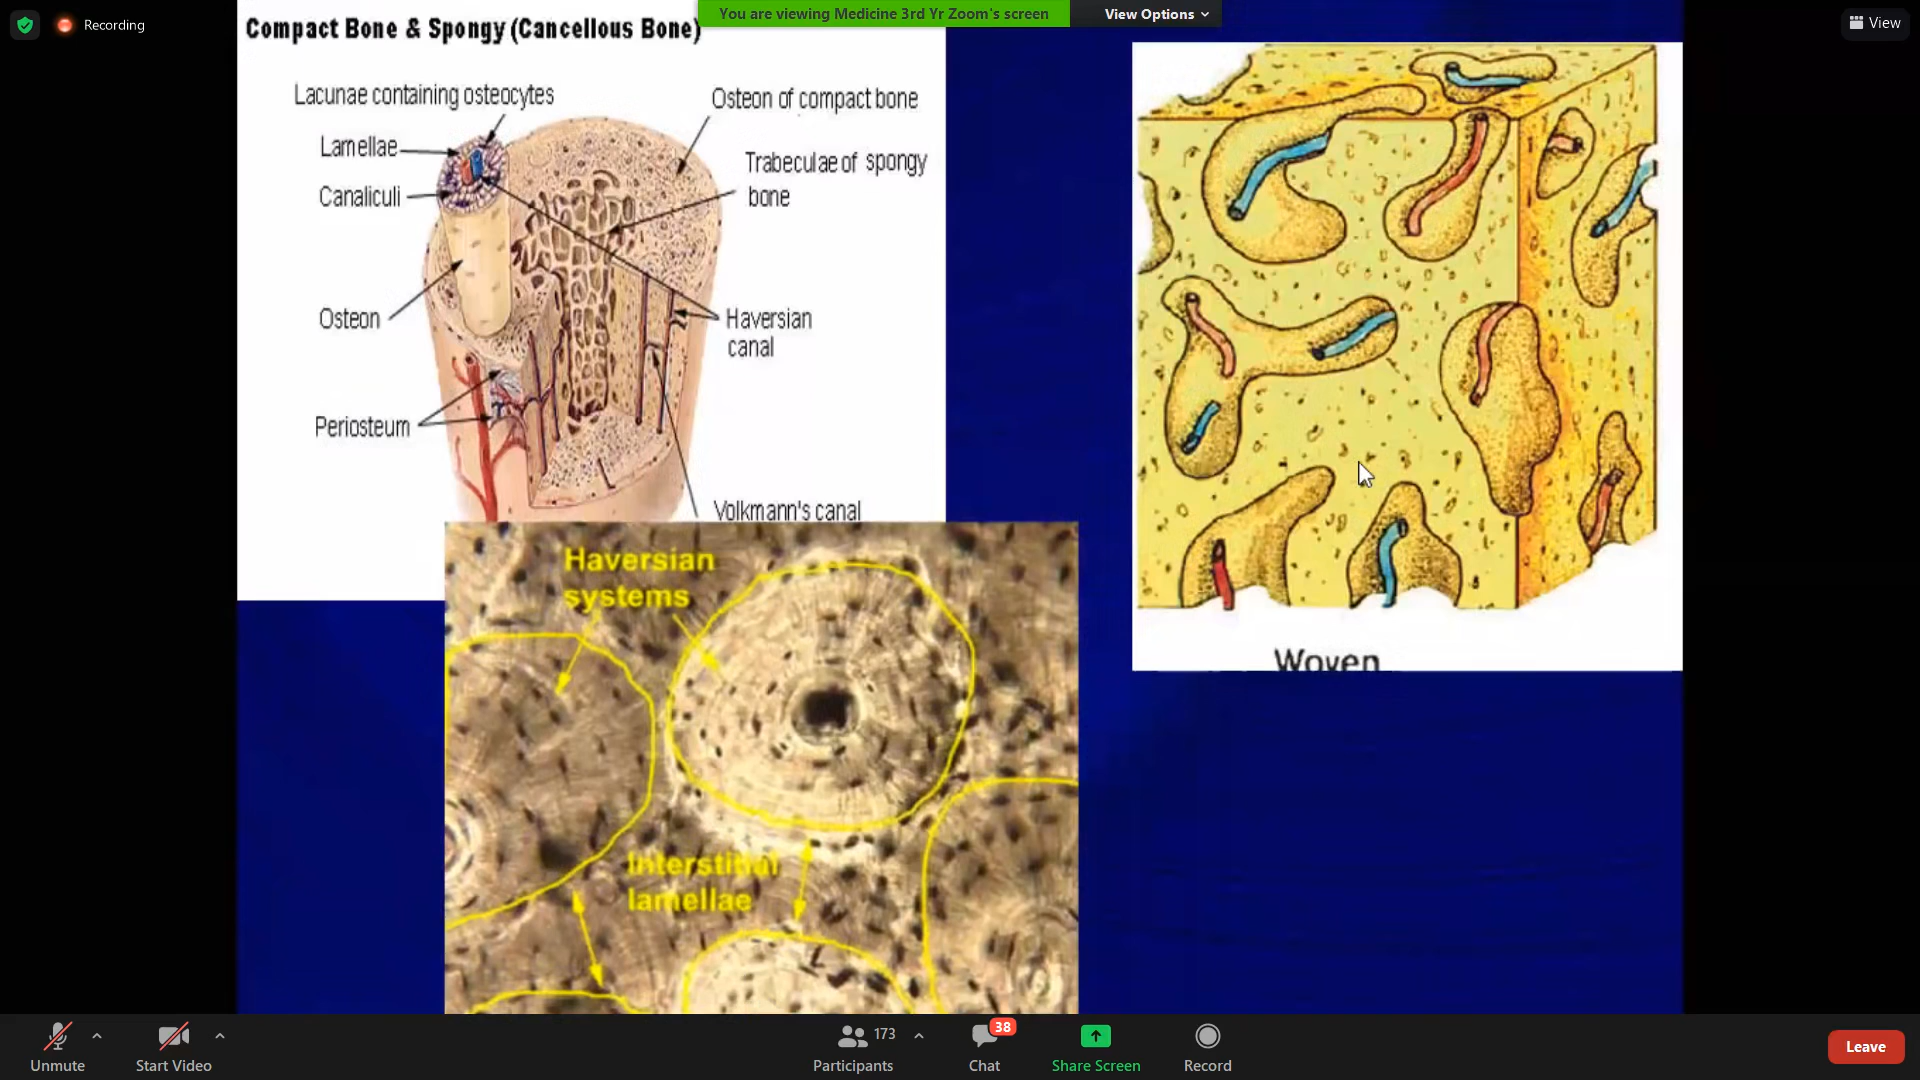 Recording
You are viewing Medicine 3rd Yr Zoom's screen
View Options
View
Compact Bone & Spongy (Cancellous Bone)
Lacunae containing osteocytes
Osteon of compact bone
Lamellae
Trabeculae of spongy
bone
Canaliculi
Osteon
Haversian
canal
Periosteum
Volkmann's canal
Haversian
systems
Woven
Interstitial
lamellae
Unmute
Start Video
173
Participants
38
Chat
Share Screen
Record
Leave